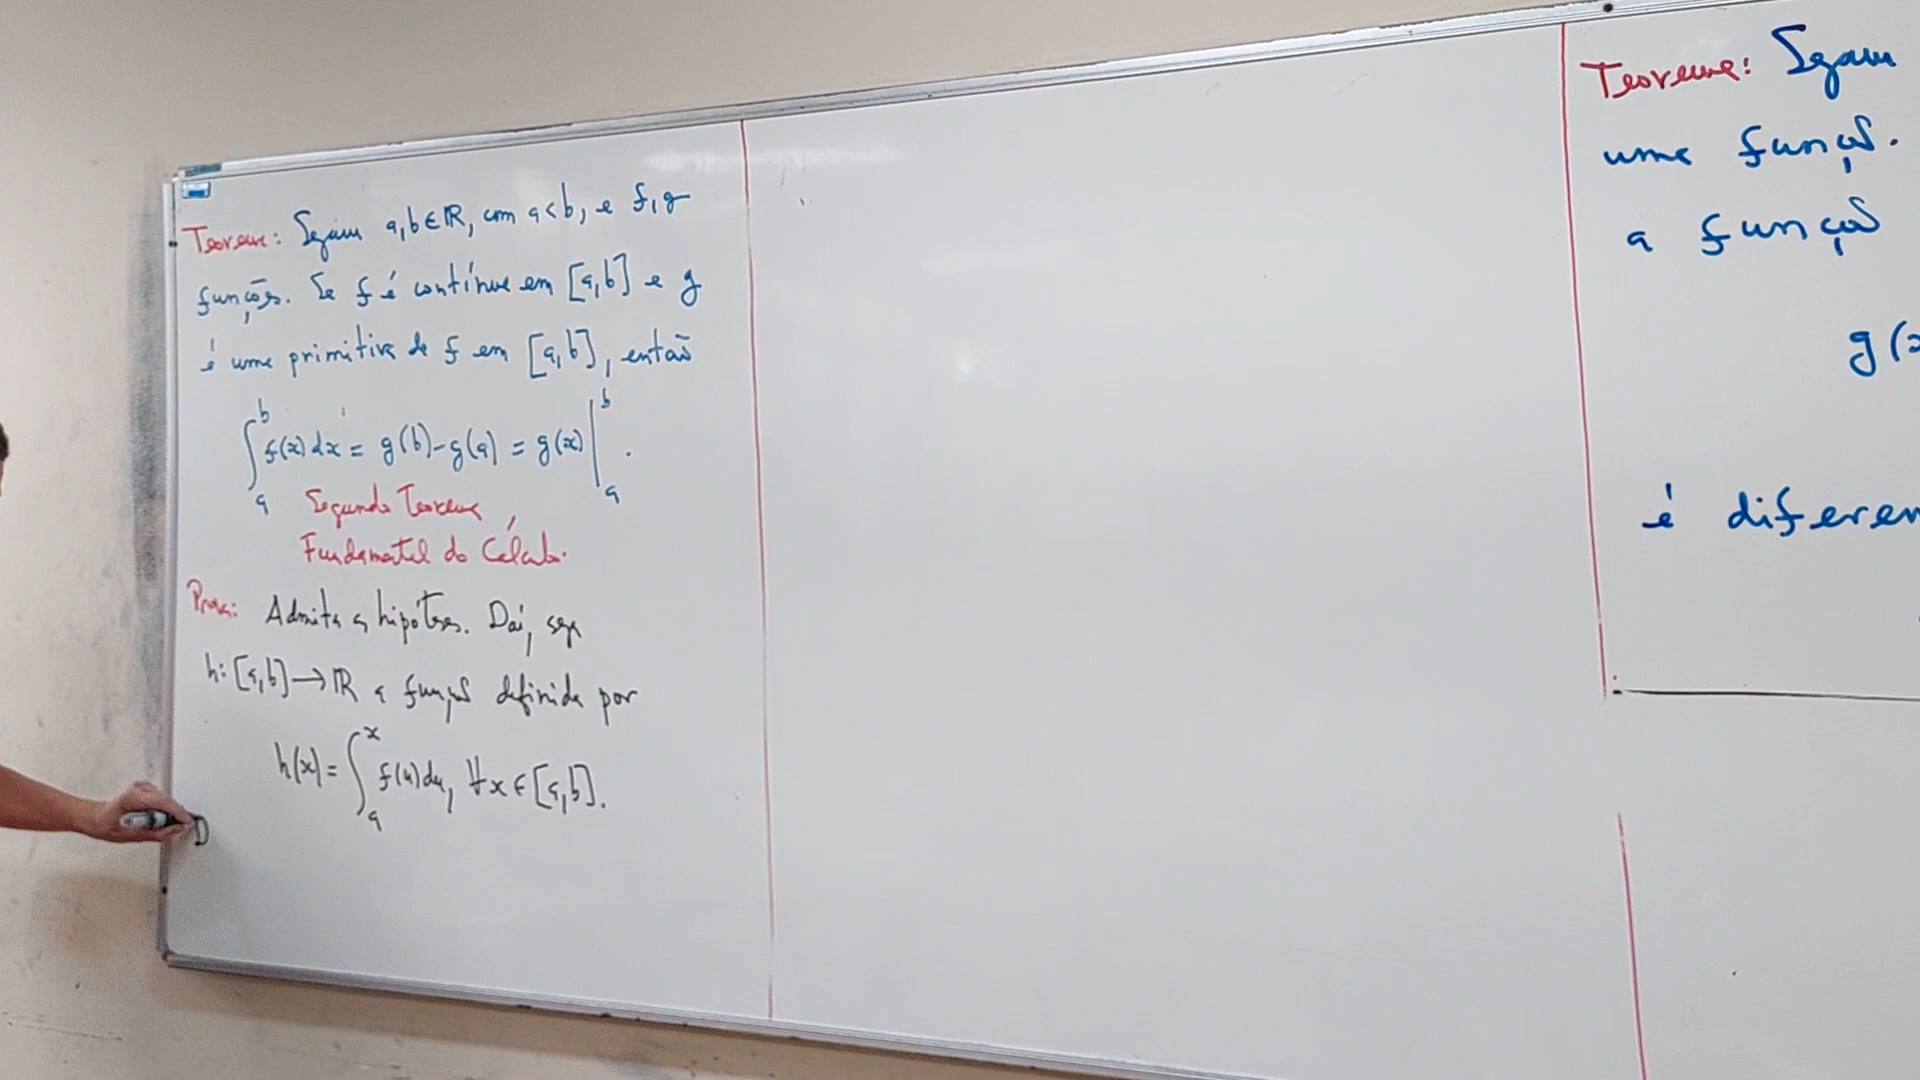 Teorema: Sejam a,b∈ℝ, com a<b, e f,g
funções. Se f é contínua em [a,b] e g
é uma primitiva de f em [a,b], então
∫_a^b f(x)dx = g(b)-g(a) = g(x)|_a^b.
Segundo Teorema
Fundamental do Cálculo.
Prova: Admita as hipóteses. Daí, seja
h:[a,b]→ℝ a função definida por
h(x)=∫_a^x f(u)du, ∀x∈[a,b].
Teorema: Sejam
uma função.
a função
g(x
é diferen